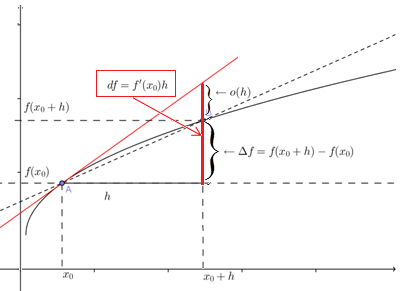 df = f′(x₀)h
← o(h)
f(x₀ + h)
← Δf = f(x₀ + h) − f(x₀)
f(x₀)
A
h
x₀
x₀ + h